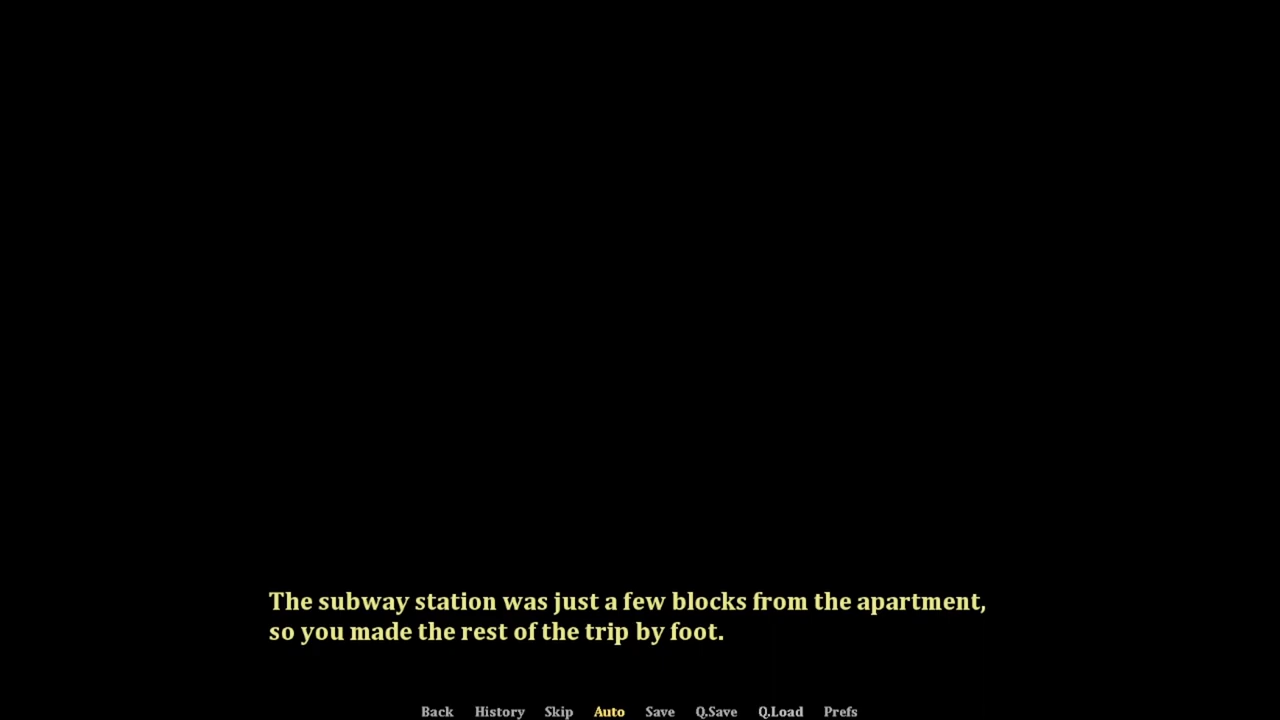 The subway station was just a few blocks from the apartment,
so you made the rest of the trip by foot.
Back History Skip Auto Save Q.Save Q.Load Prefs